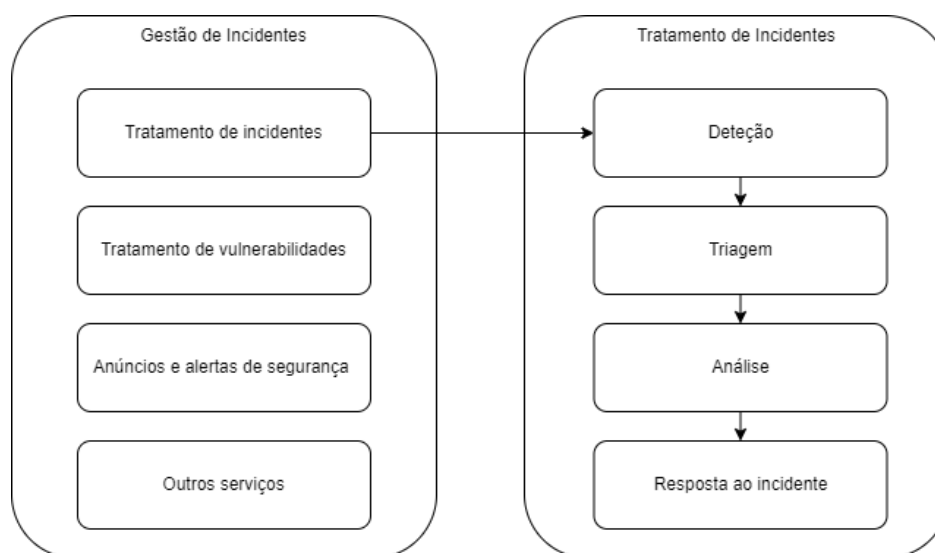 Gestão de Incidentes
Tratamento de incidentes
Tratamento de vulnerabilidades
Anúncios e alertas de segurança
Outros serviços
Tratamento de Incidentes
Deteção
Triagem
Análise
Resposta ao incidente